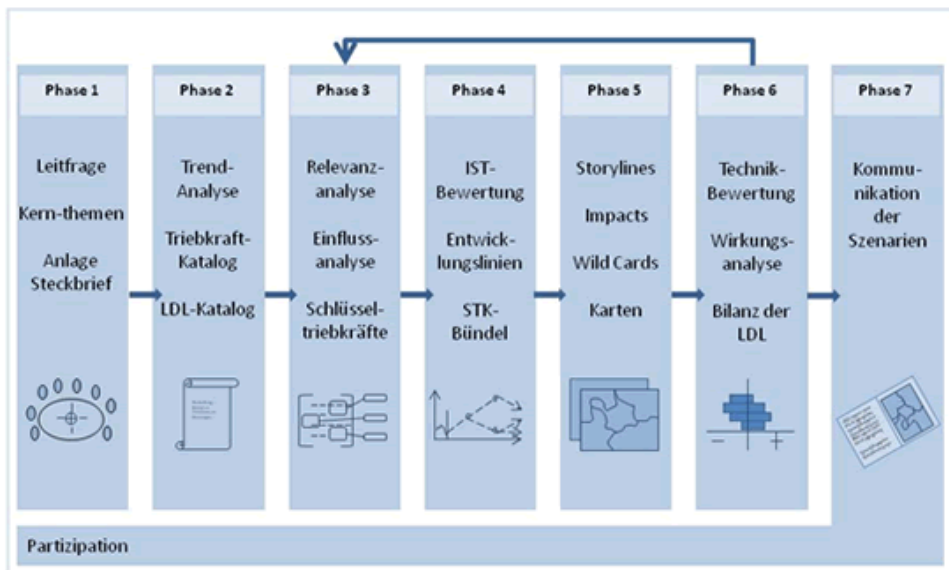 Phase 1
Leitfrage
Kern-themen
Anlage
Steckbrief
Phase 2
Trend-
Analyse
Triebkraft-
Katalog
LDL-Katalog
Phase 3
Relevanz-
analyse
Einfluss-
analyse
Schlüssel-
triebkräfte
Phase 4
IST-
Bewertung
Entwick-
lungslinien
STK-
Bündel
Phase 5
Storylines
Impacts
Wild Cards
Karten
Phase 6
Technik-
Bewertung
Wirkungs-
analyse
Bilanz der
LDL
Phase 7
Kommu-
nikation
der
Szenarien
Partizipation